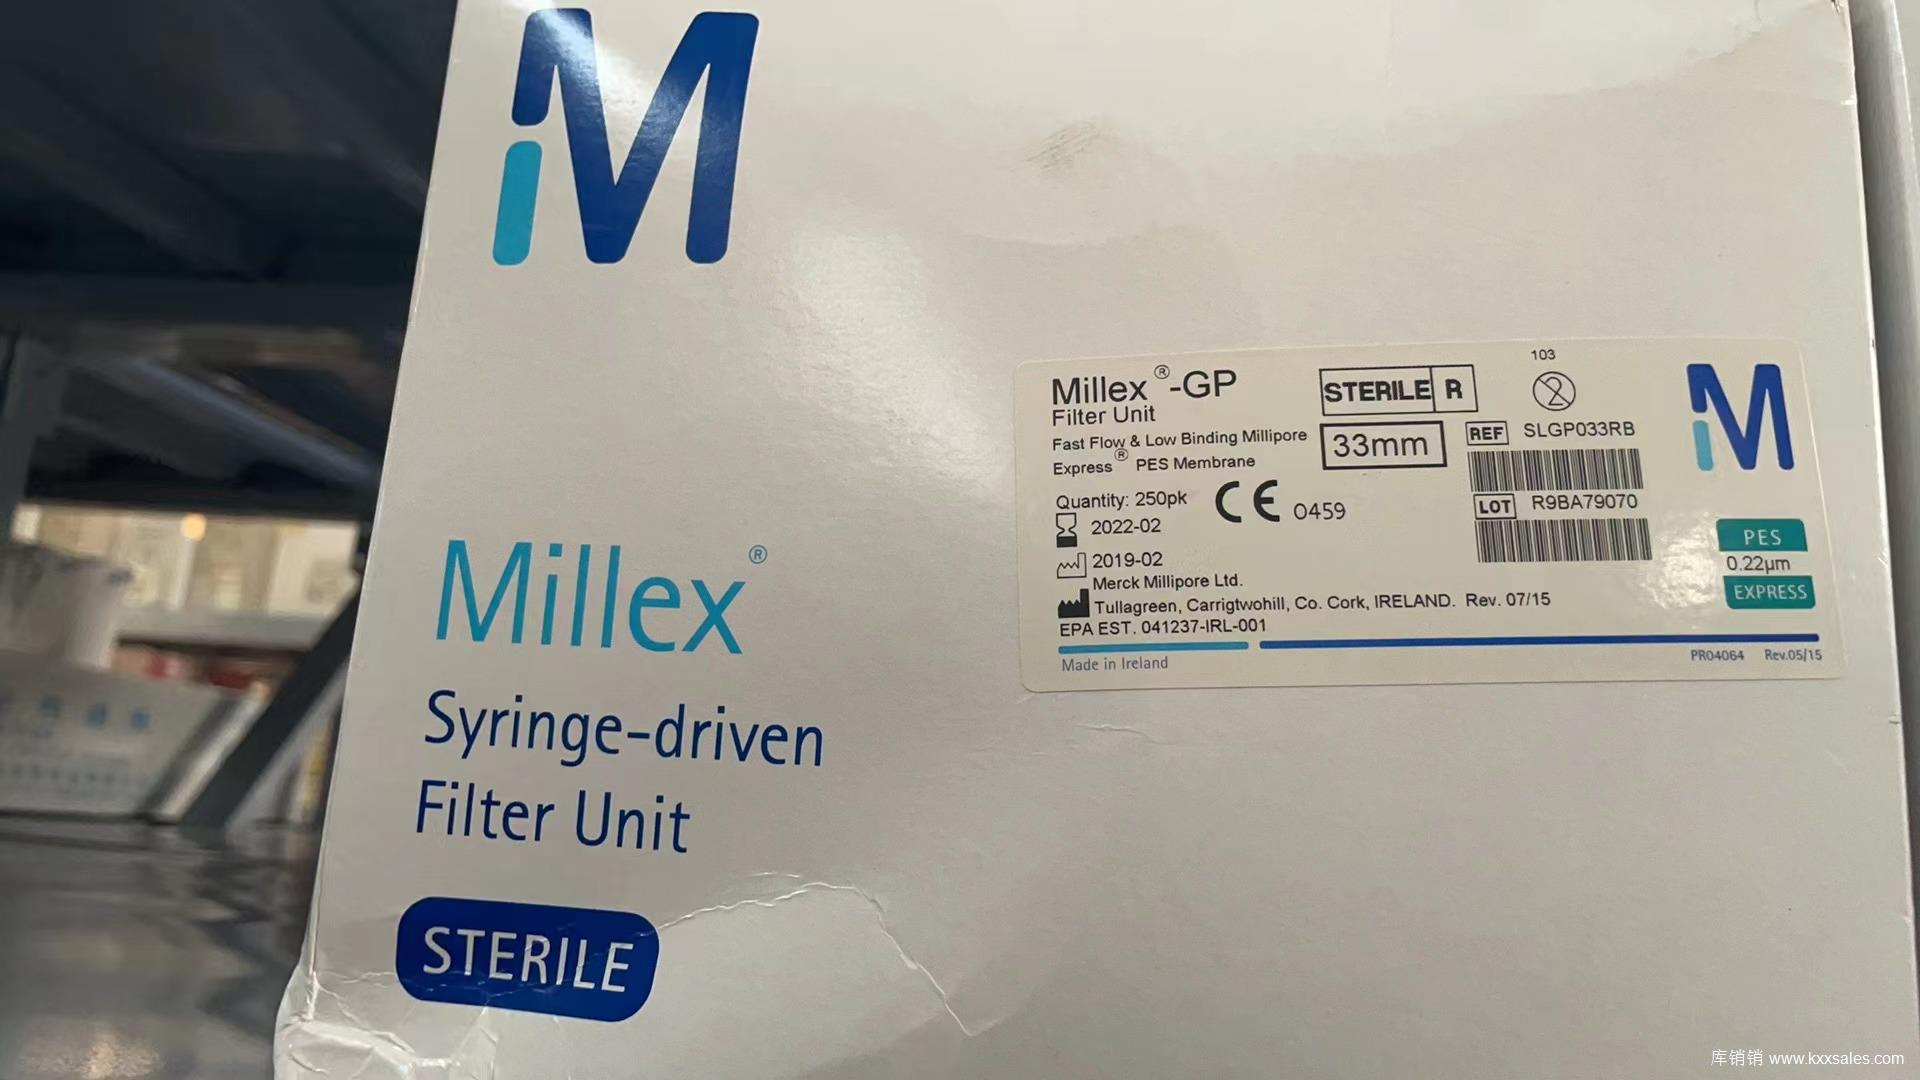 Millex®
Syringe-driven
Filter Unit
STERILE
Millex®-GP
Filter Unit
Fast Flow & Low Binding Millipore
Express® PES Membrane
STERILE R
33mm
103
2
REF SLGP033RB
LOT R9BA79070
Quantity: 250pk
CE 0459
2022-02
2019-02
Merck Millipore Ltd.
Tullagreen, Carrigtwohill, Co. Cork, IRELAND. Rev. 07/15
EPA EST. 041237-IRL-001
Made in Ireland
PES
0.22µm
EXPRESS
PR04064 Rev.05/15
库销销 www.kxxsales.com